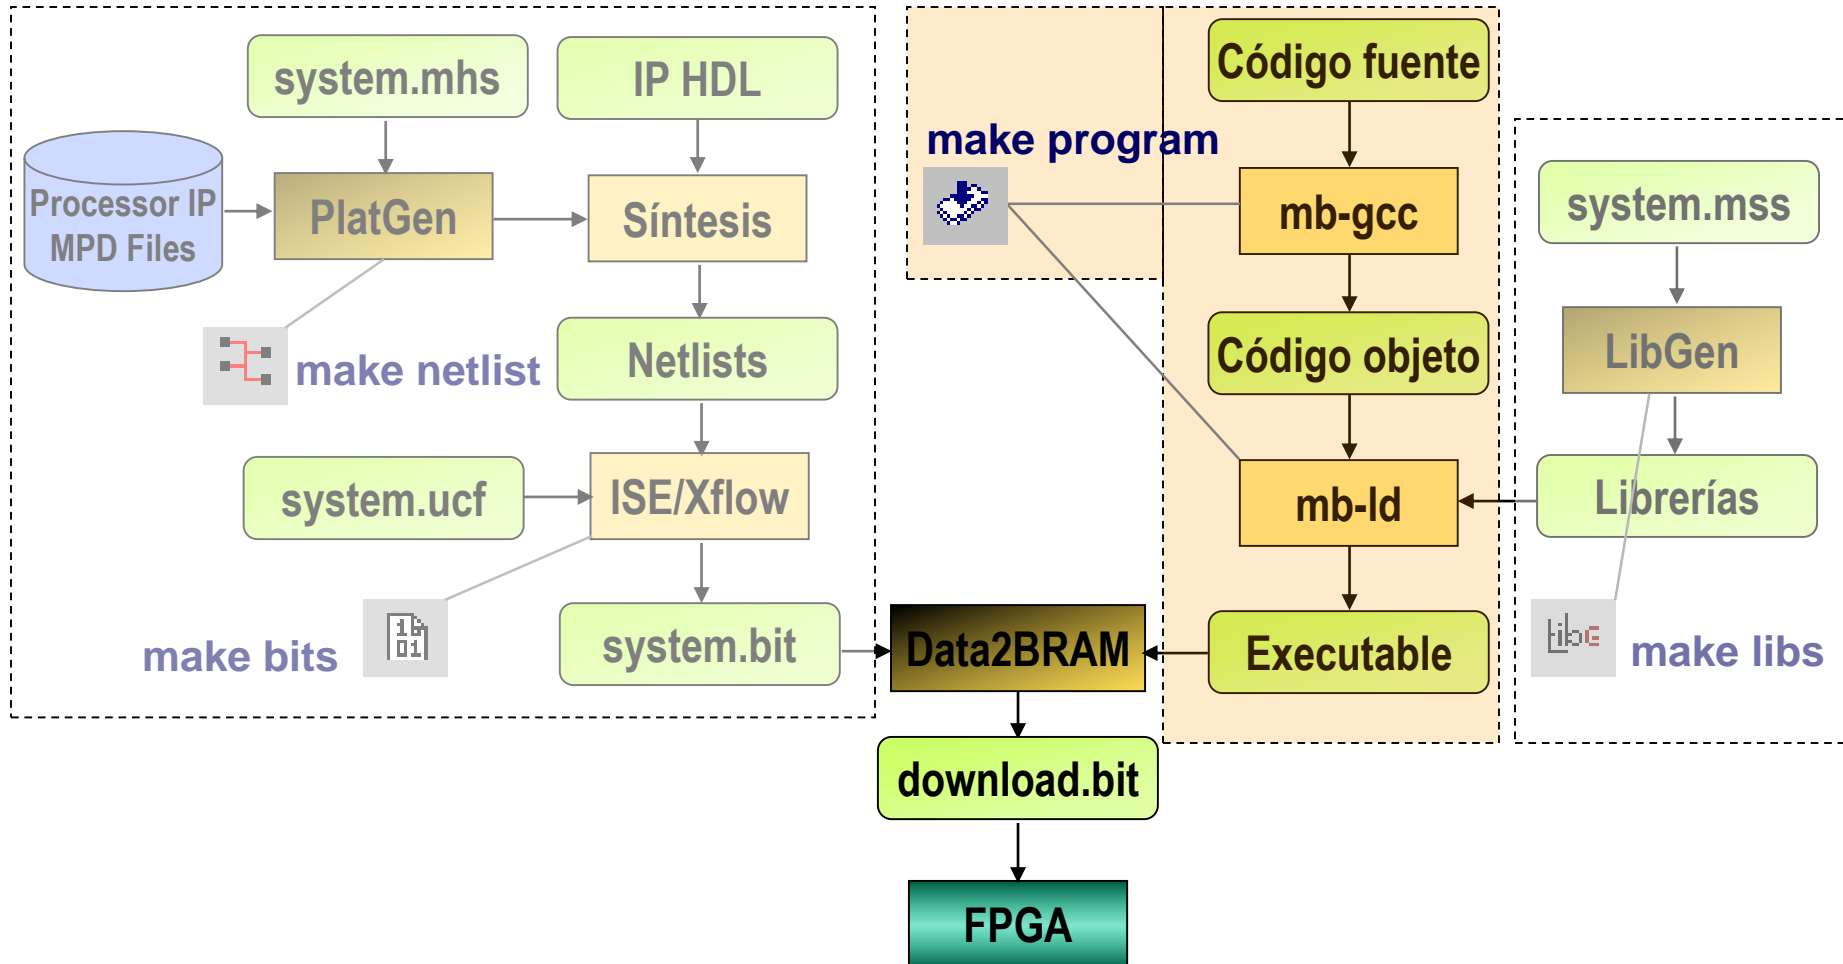 system.mhs
IP HDL
Código fuente
make program
Processor IP
MPD Files
PlatGen
Síntesis
mb-gcc
system.mss
make netlist
Netlists
Código objeto
LibGen
system.ucf
ISE/Xflow
mb-ld
Librerías
make bits
1b
01
system.bit
Data2BRAM
Executable
make libs
download.bit
FPGA